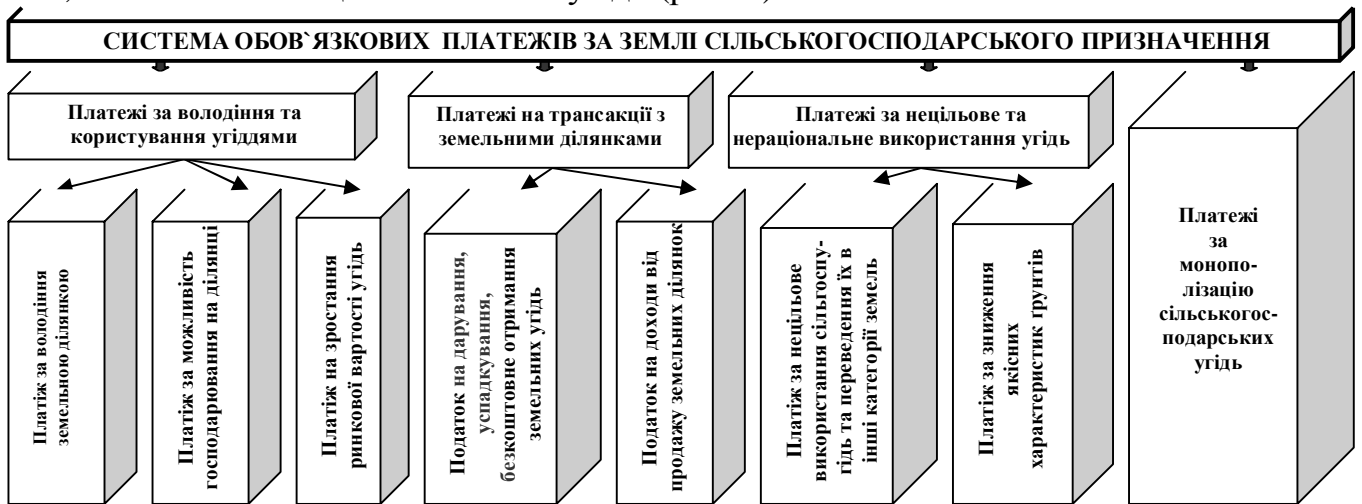 СИСТЕМА ОБОВ`ЯЗКОВИХ ПЛАТЕЖІВ ЗА ЗЕМЛІ СІЛЬСЬКОГОСПОДАРСЬКОГО ПРИЗНАЧЕННЯ
Платежі за володіння та
користування угіддями
Платежі на трансакції з
земельними ділянками
Платежі за нецільове та
нераціональне використання угідь
Платіж за володіння
земельною ділянкою
Платіж за можливість
господарювання на ділянці
Платіж на зростання
ринкової вартості угідь
Податок на дарування,
успадкування,
безкоштовне отримання
земельних угідь
Податок на доходи від
продажу земельних ділянок
Платіж за нецільове
використання сільгоспу-
гідь та переведення їх в
інші категорії земель
Платіж за зниження
якісних
характеристик ґрунтів
Платежі
за
монопо-
лізацію
сільськогос-
подарських
угідь